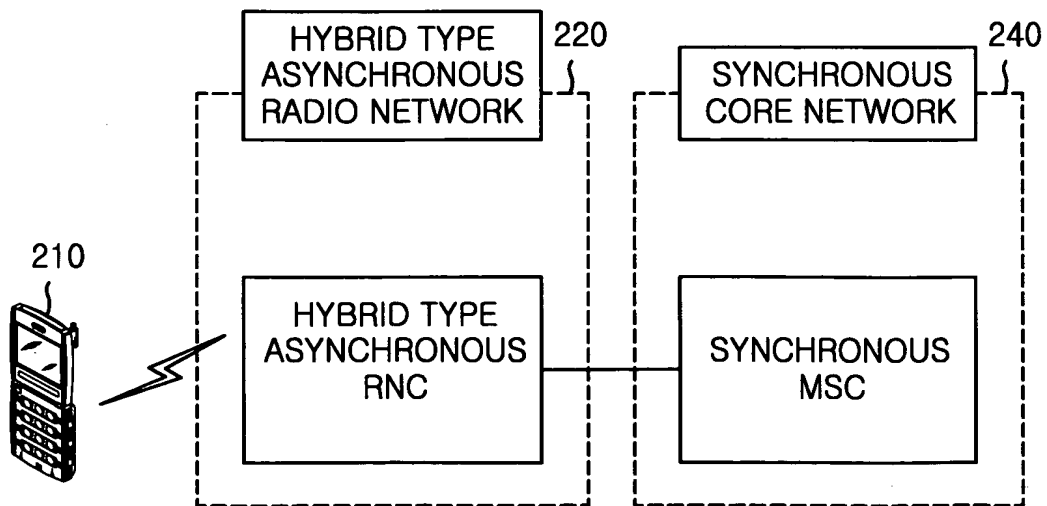 HYBRID TYPE
ASYNCHRONOUS
RADIO NETWORK
220
SYNCHRONOUS
CORE NETWORK
240
210
HYBRID TYPE
ASYNCHRONOUS
RNC
SYNCHRONOUS
MSC